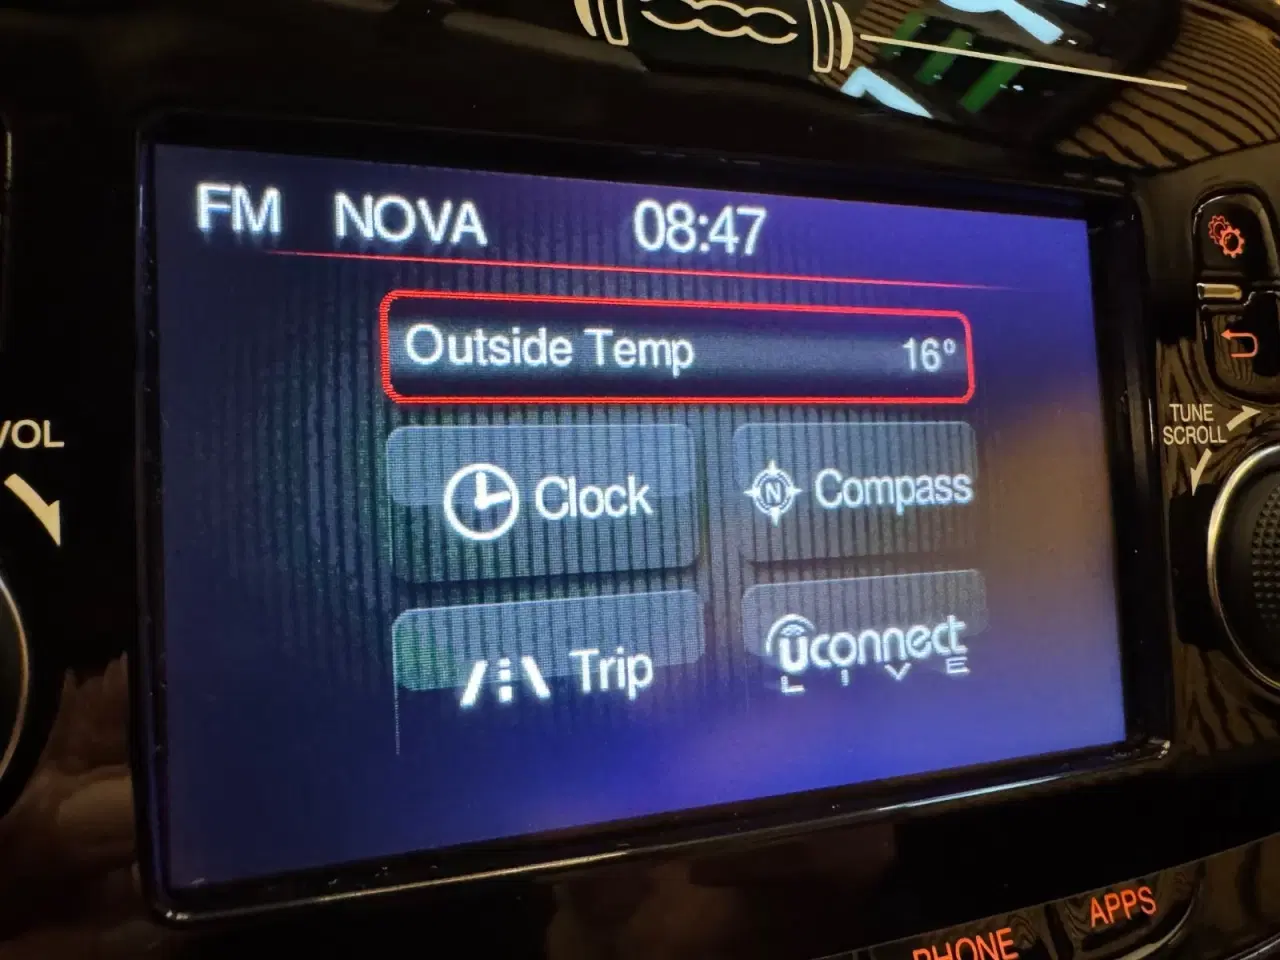 FM NOVA 08:47
Outside Temp 16°
VOL
TUNE
SCROLL
Clock
N Compass
Trip
uconnect
LIVE
PHONE
APPS